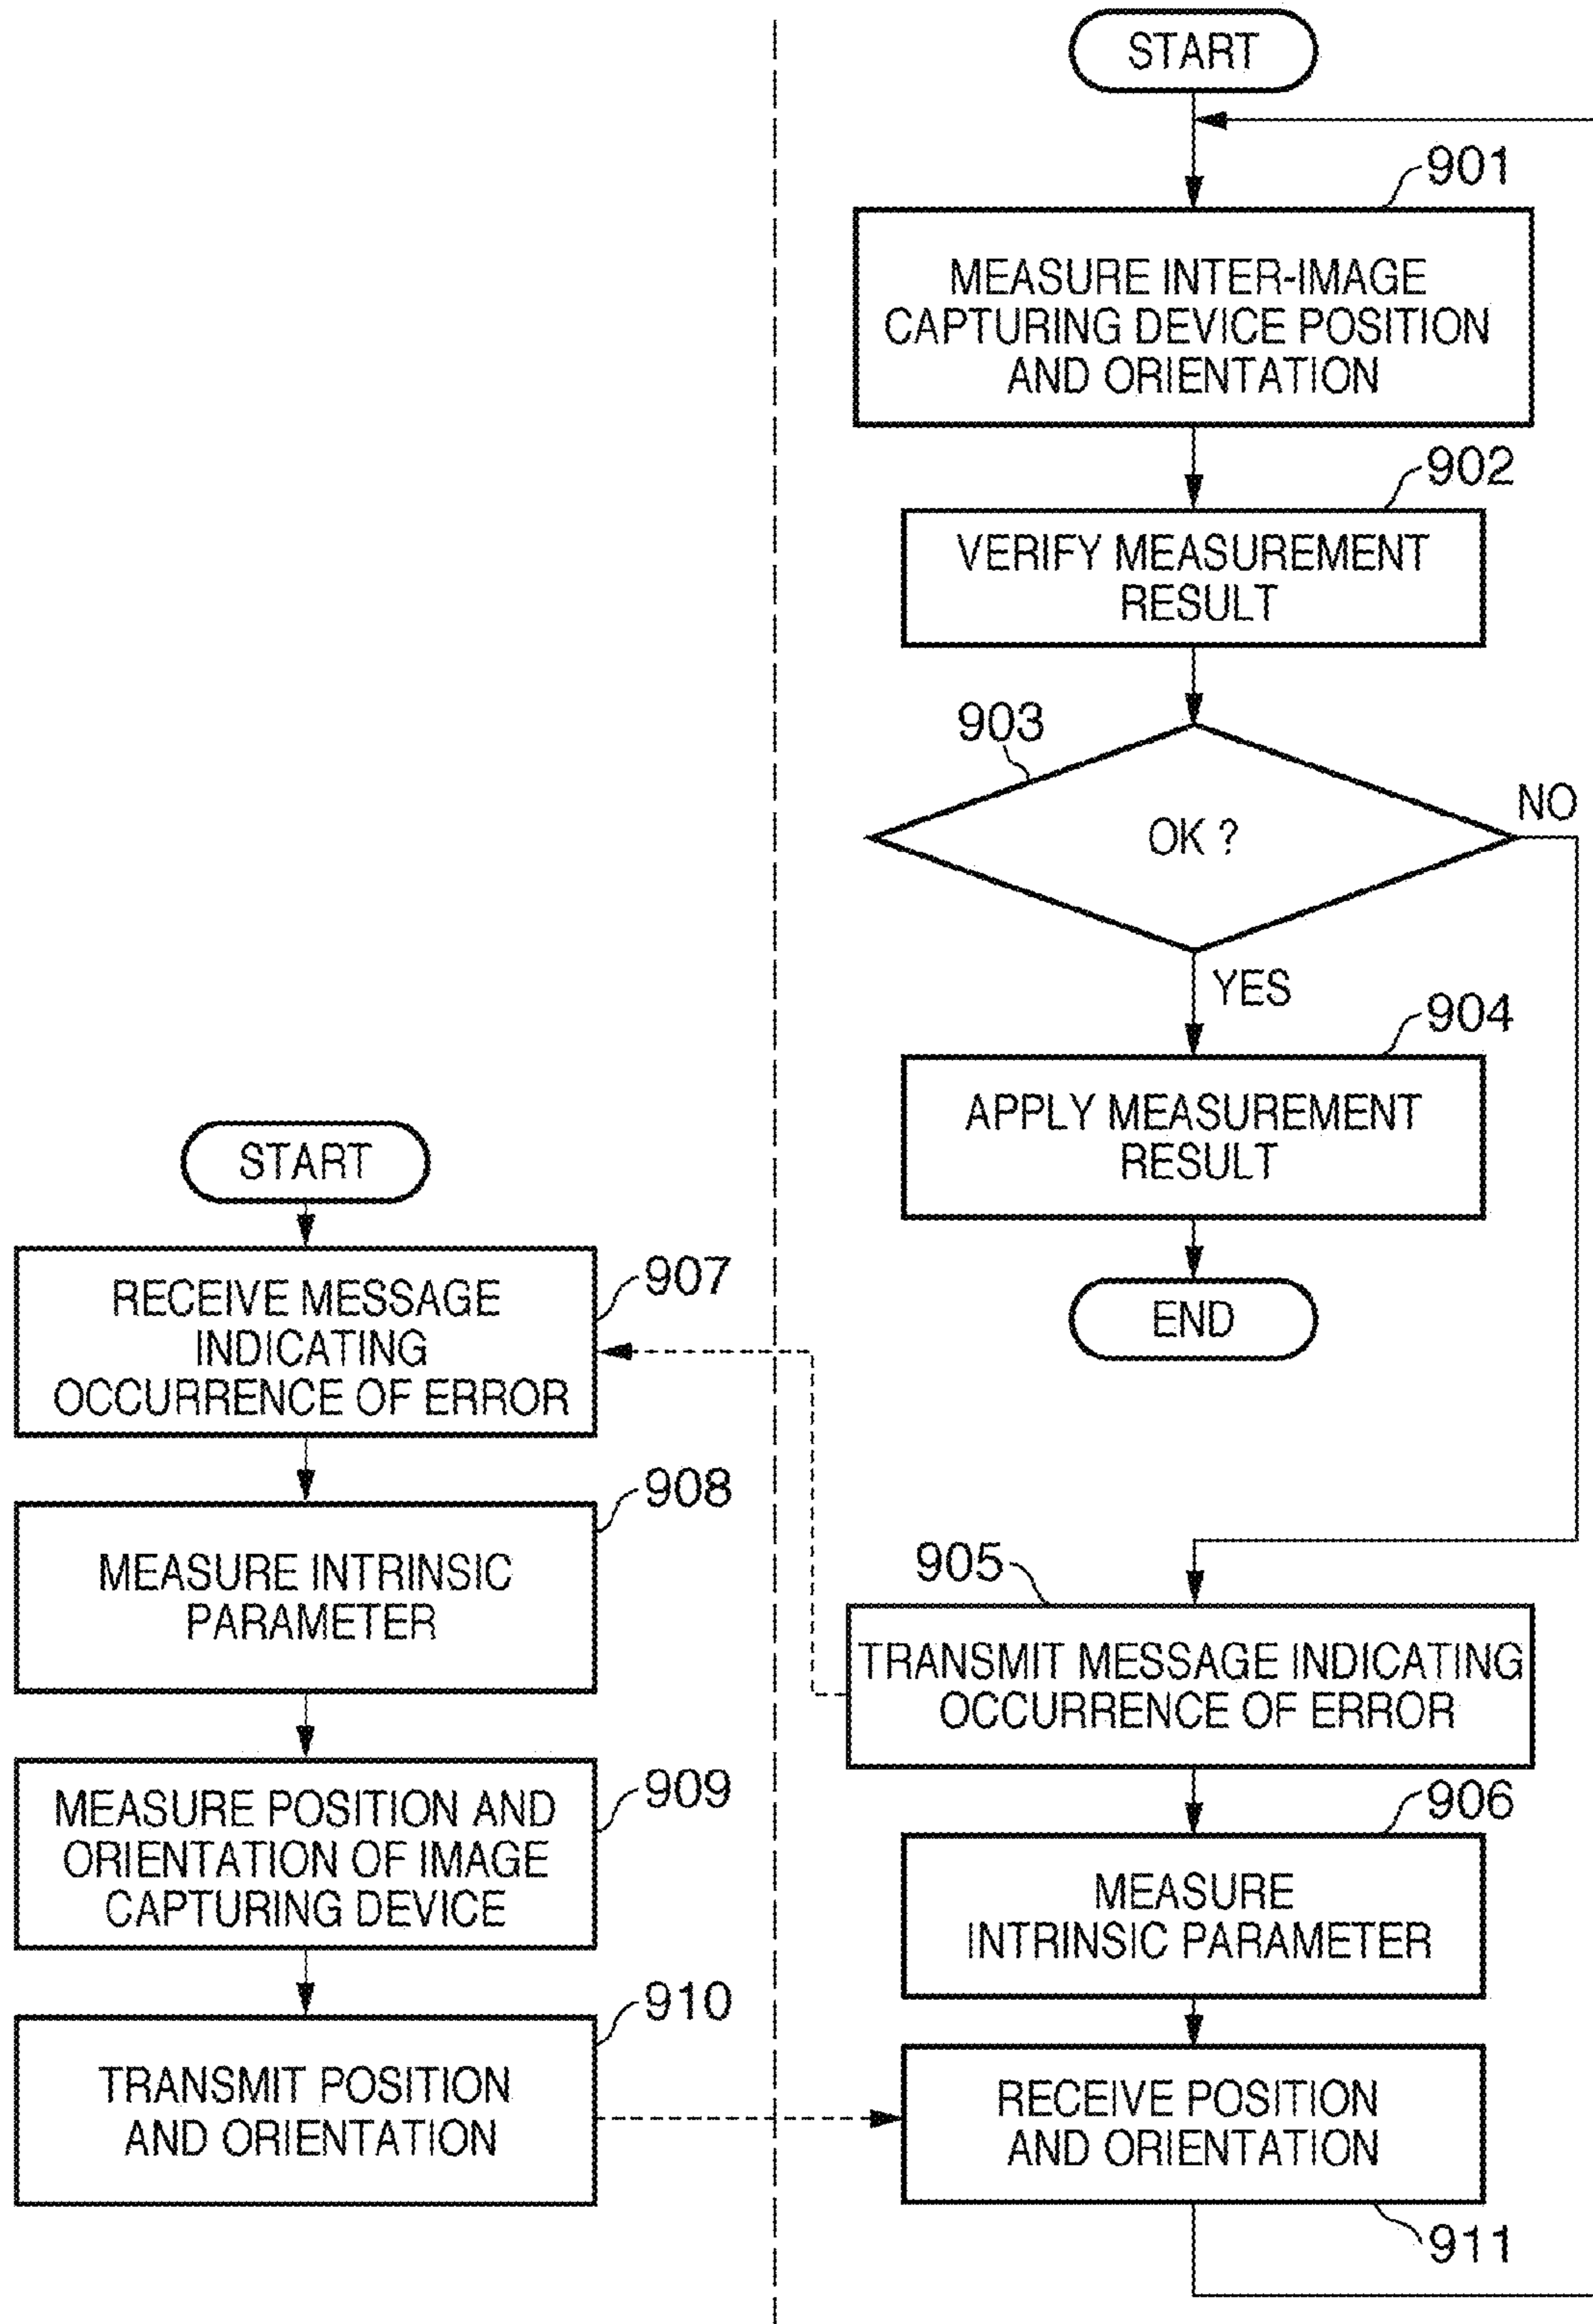 START
901
MEASURE INTER-IMAGE
CAPTURING DEVICE POSITION
AND ORIENTATION
902
VERIFY MEASUREMENT
RESULT
903
OK ?
NO
YES
904
APPLY MEASUREMENT
RESULT
END
START
907
RECEIVE MESSAGE
INDICATING
OCCURRENCE OF ERROR
908
MEASURE INTRINSIC
PARAMETER
909
MEASURE POSITION AND
ORIENTATION OF IMAGE
CAPTURING DEVICE
910
TRANSMIT POSITION
AND ORIENTATION
905
TRANSMIT MESSAGE INDICATING
OCCURRENCE OF ERROR
906
MEASURE
INTRINSIC PARAMETER
RECEIVE POSITION
AND ORIENTATION
911